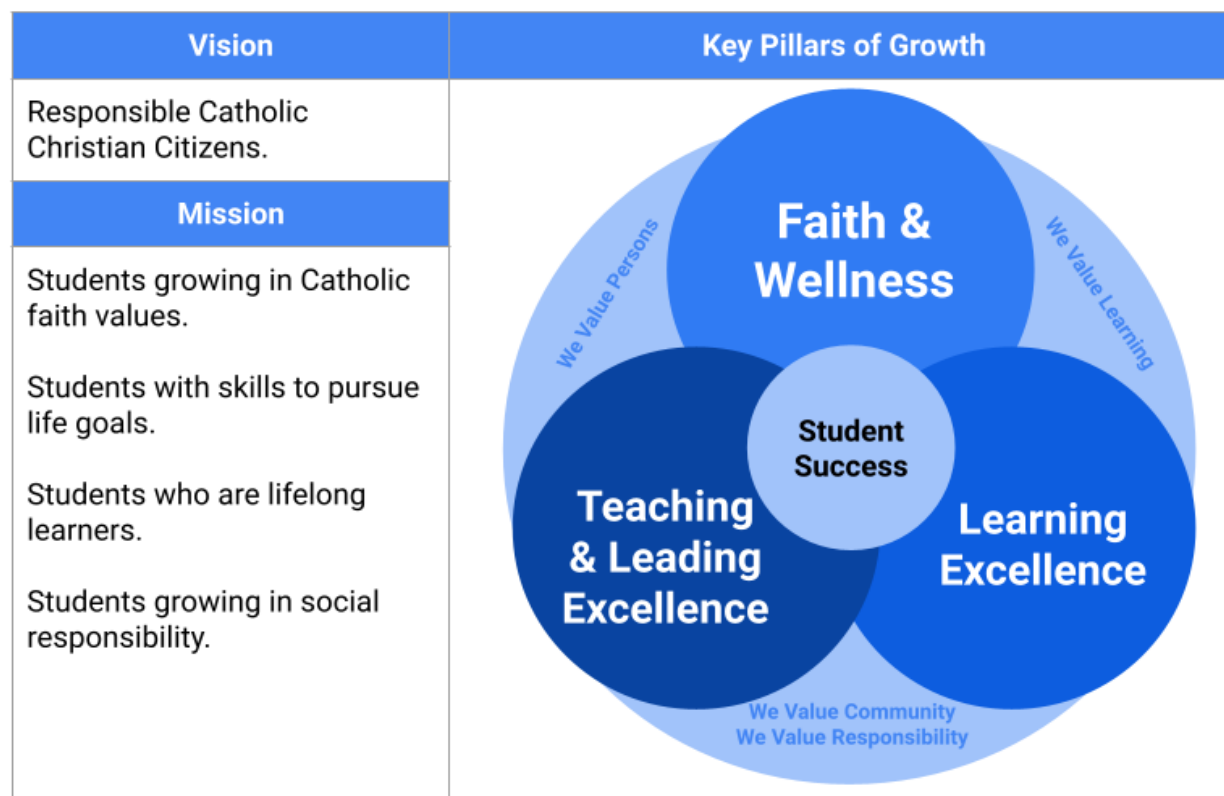 Vision
Responsible Catholic
Christian Citizens.
Mission
Students growing in Catholic
faith values.
Students with skills to pursue
life goals.
Students who are lifelong
learners.
Students growing in social
responsibility.
Key Pillars of Growth
Faith &
Wellness
We Value Persons
We Value Learning
Student
Success
Teaching
& Leading
Excellence
Learning
Excellence
We Value Community
We Value Responsibility